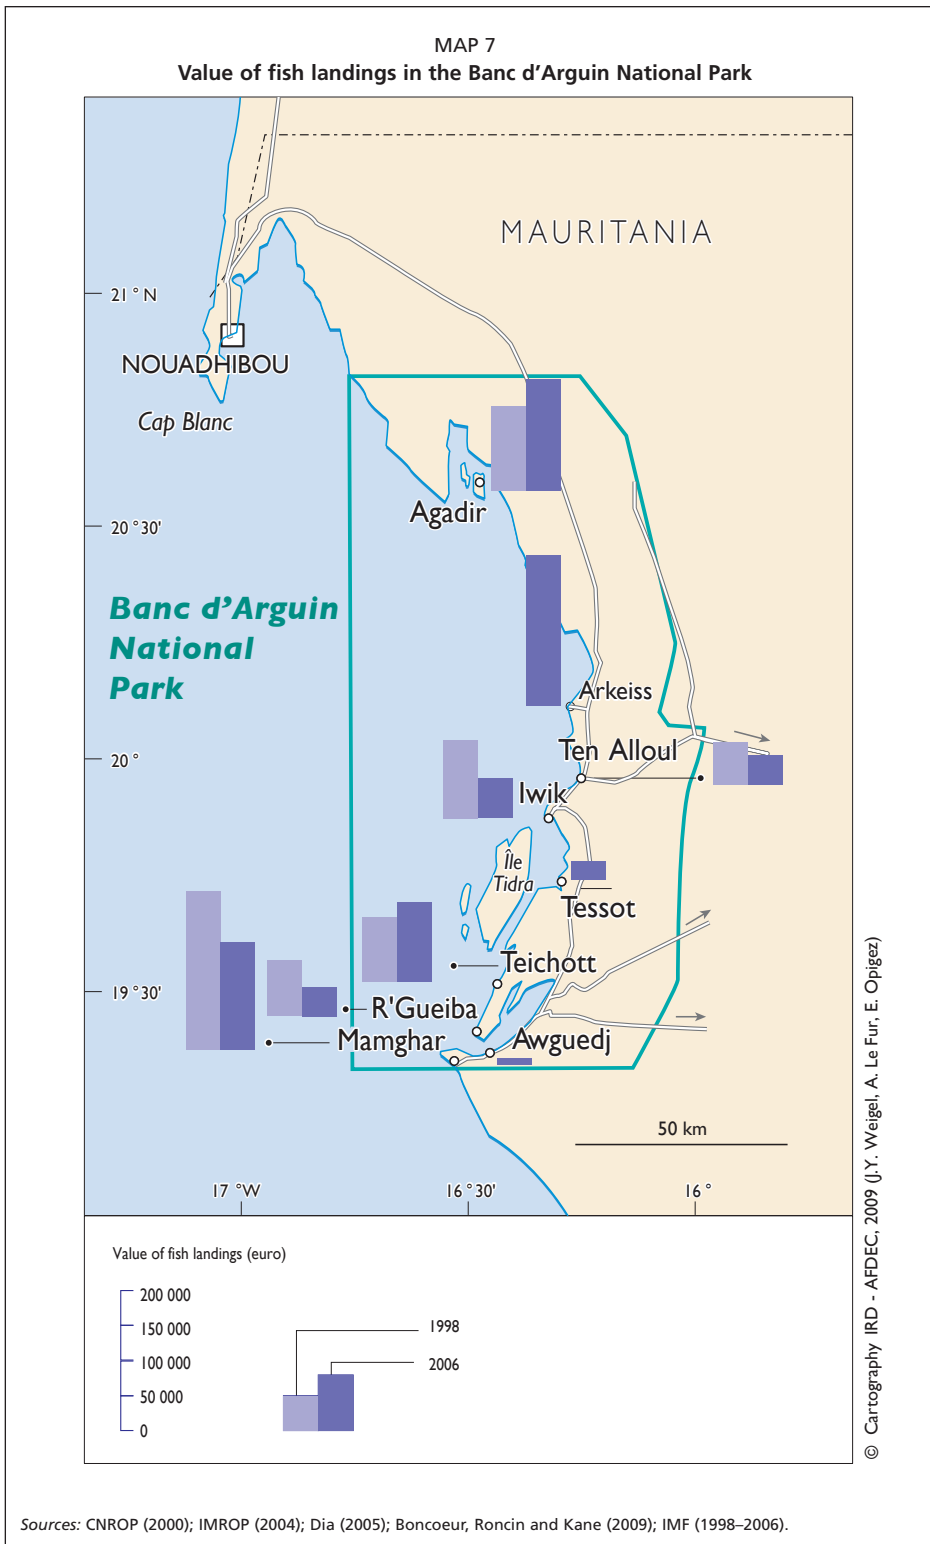 MAP 7
Value of fish landings in the Banc d’Arguin National Park
MAURITANIA
21° N
NOUADHIBOU
Cap Blanc
Agadir
20°30'
Banc d’Arguin
National
Park
Arkeiss
Ten Alloul
20°
Iwik
Île
Tidra
Tessot
Teichott
19°30'
R'Gueiba
Mamghar
Awguedj
50 km
17 °W
16°30'
16°
Value of fish landings (euro)
200 000
150 000
100 000
50 000
0
1998
2006
© Cartography IRD - AFDEC, 2009 (J.Y. Weigel, A. Le Fur, E. Opigez)
Sources: CNROP (2000); IMROP (2004); Dia (2005); Boncoeur, Roncin and Kane (2009); IMF (1998–2006).